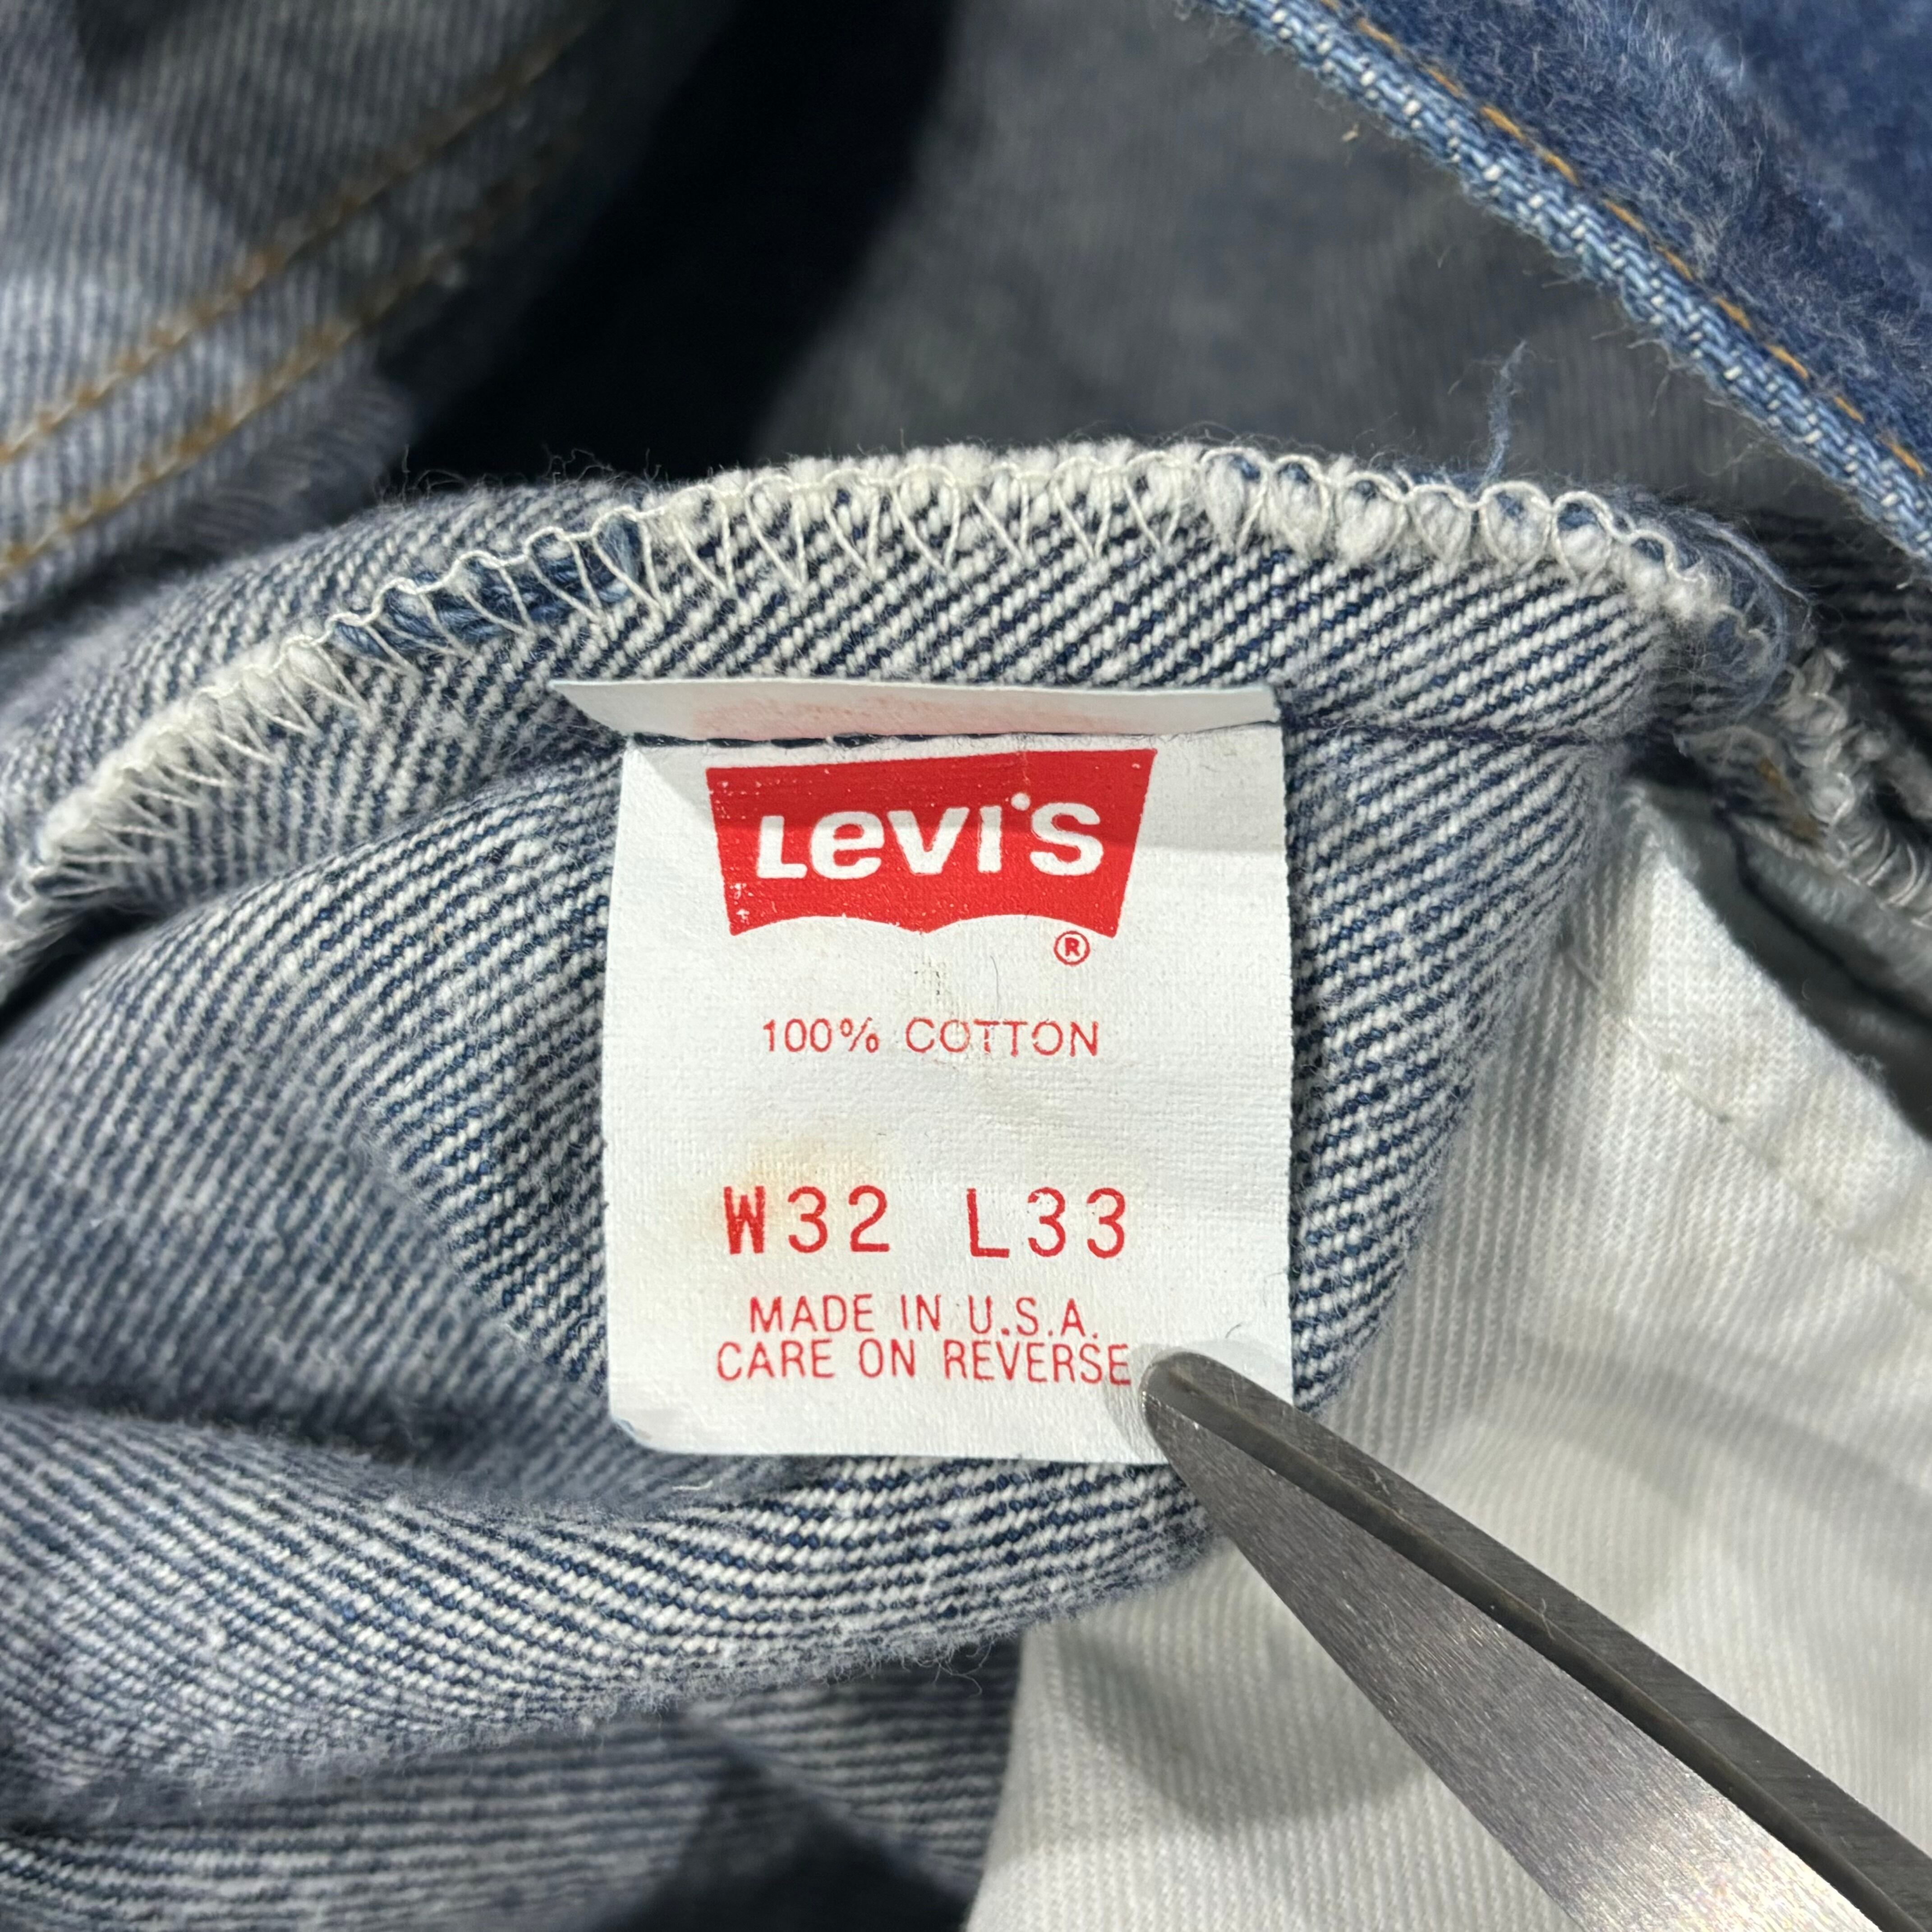 Levi's
®
100% COTTON
W32 L33
MADE IN U.S.A.
CARE ON REVERSE